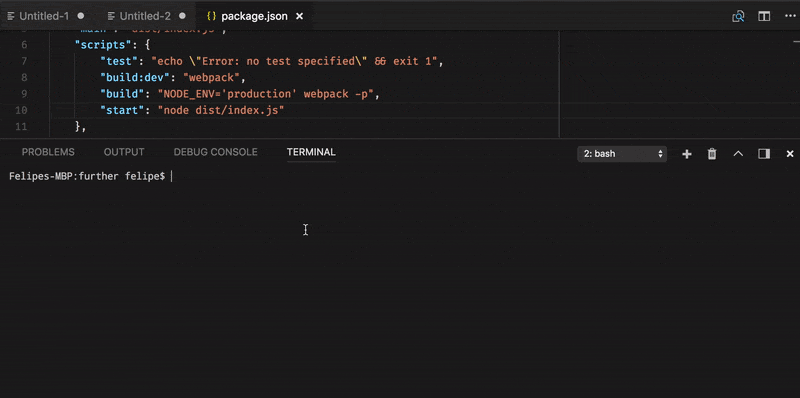 Untitled-1
Untitled-2
{} package.json
5 "main": "dist/index.js",
6 "scripts": {
7 "test": "echo \"Error: no test specified\" && exit 1",
8 "build:dev": "webpack",
9 "build": "NODE_ENV='production' webpack -p",
10 "start": "node dist/index.js"
11 },
PROBLEMS OUTPUT DEBUG CONSOLE TERMINAL 2: bash
Felipes-MBP:further felipe$